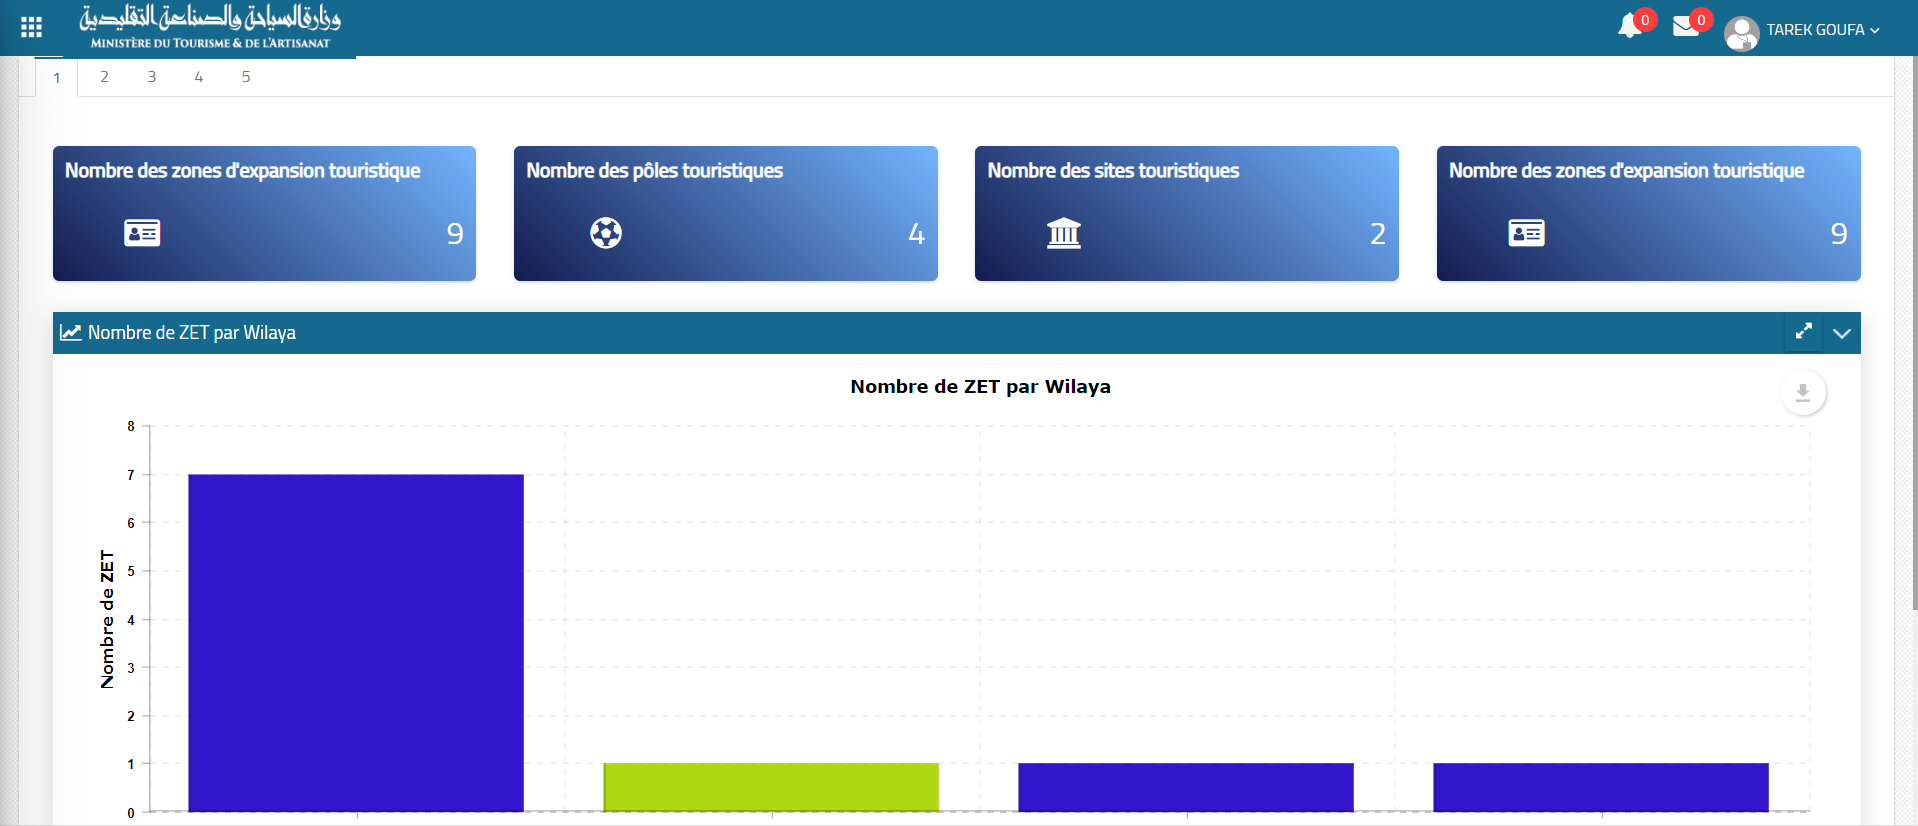 وزارة السياحة والصناعة التقليدية
MINISTÈRE DU TOURISME & DE L'ARTISANAT
0
0
TAREK GOUFA
1 2 3 4 5
Nombre des zones d'expansion touristique
9
Nombre des pôles touristiques
4
Nombre des sites touristiques
2
Nombre des zones d'expansion touristique
9
Nombre de ZET par Wilaya
Nombre de ZET par Wilaya
Nombre de ZET
8
7
6
5
4
3
2
1
0